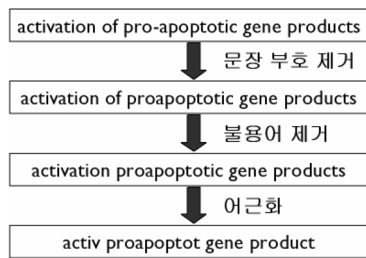 activation of pro-apoptotic gene products
문장 부호 제거
activation of proapoptotic gene products
불용어 제거
activation proapoptotic gene products
어근화
activ proapoptot gene product